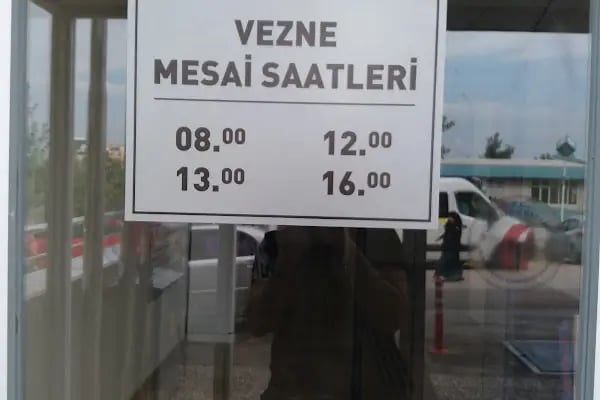 VEZNE
MESAİ SAATLERİ
08.00 12.00
13.00 16.00